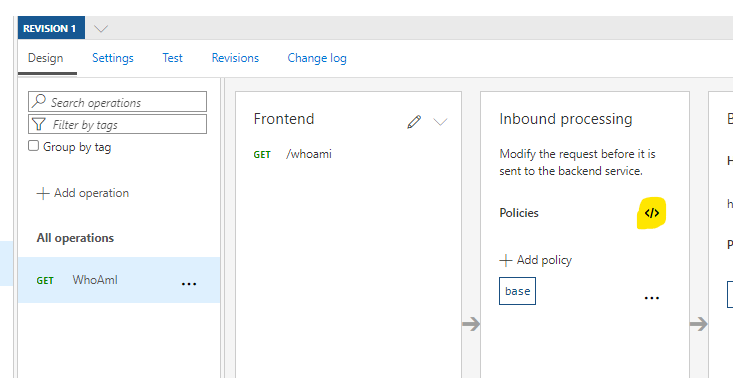 REVISION 1
Design
Settings
Test
Revisions
Change log
Search operations
Filter by tags
Group by tag
+ Add operation
All operations
GET WhoAmI
...
Frontend
GET /whoami
Inbound processing
Modify the request before it is
sent to the backend service.
Policies
</>
+ Add policy
base
...